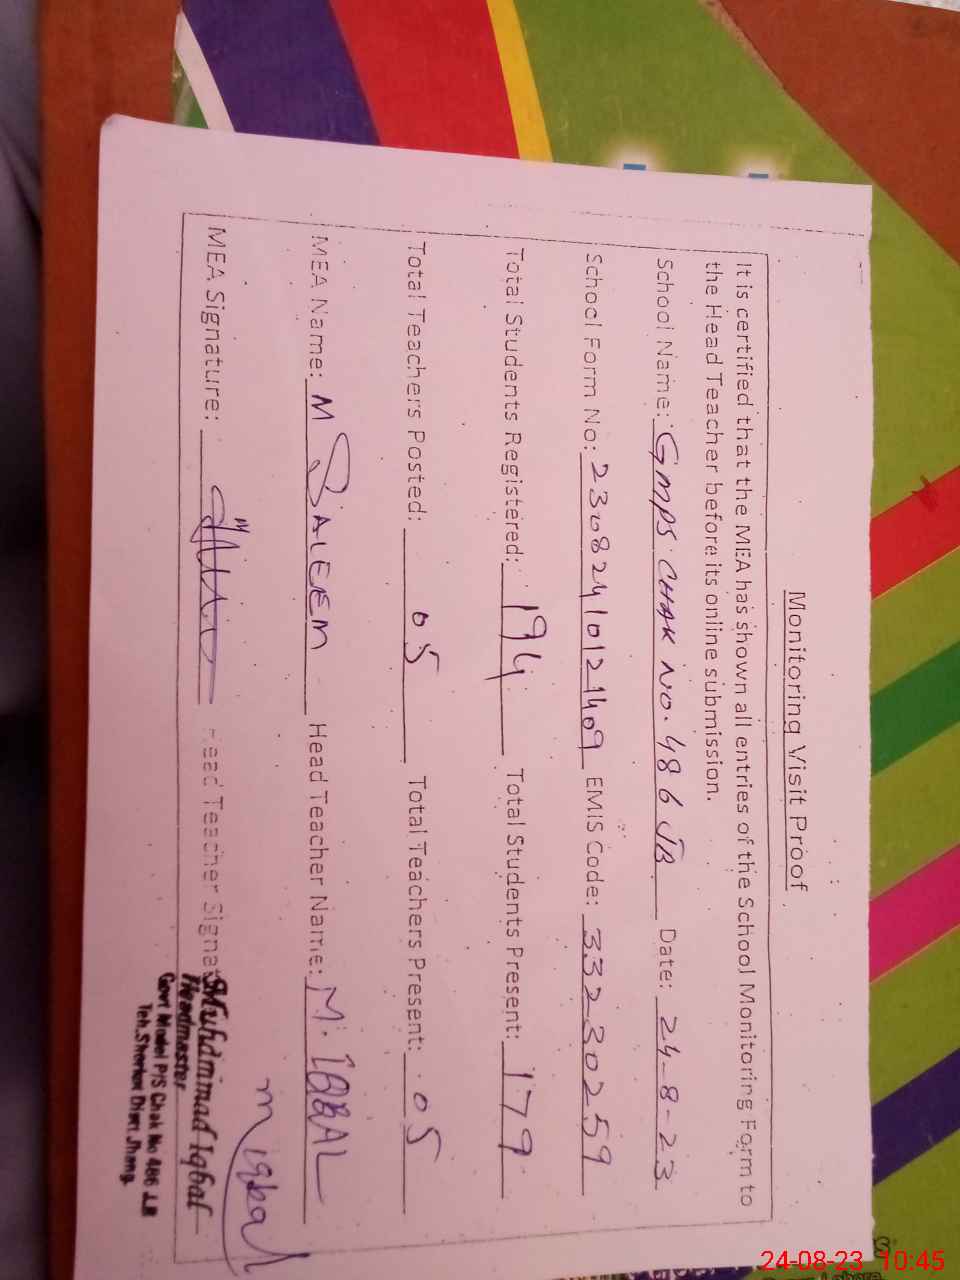 Monitoring Visit Proof
It is certified that the MEA has shown all entries of the School Monitoring Form to
the Head Teacher before its online submission.
School Name: GMPS CHAK NO. 486 JB Date: 24-8-23
School Form No: 23082410121409 EMIS Code: 33230259
Total Students Registered: 194 Total Students Present: 179
Total Teachers Posted: 05 Total Teachers Present: 05
MEA Name: M SALEEM Head Teacher Name: M. IQBAL
MEA Signature: Head Teacher Signa
M iqbal
Muhammad Iqbal
Headmaster
Govt Model P/S Chak No 486 J.B
Teh. Shorkot Distt. Jhang
24-08-23 10:45